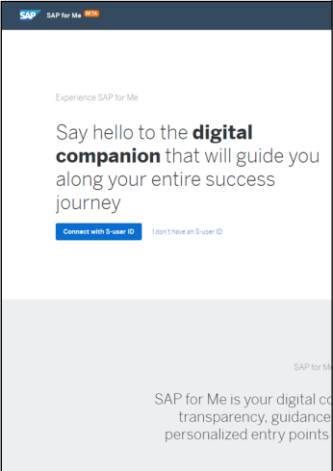 SAP SAP for Me BETA
Experience SAP for Me
Say hello to the digital
companion that will guide you
along your entire success
journey
Connect with S-user ID I don't have an S-user ID
SAP for M
SAP for Me is your digital co
transparency, guidance
personalized entry points